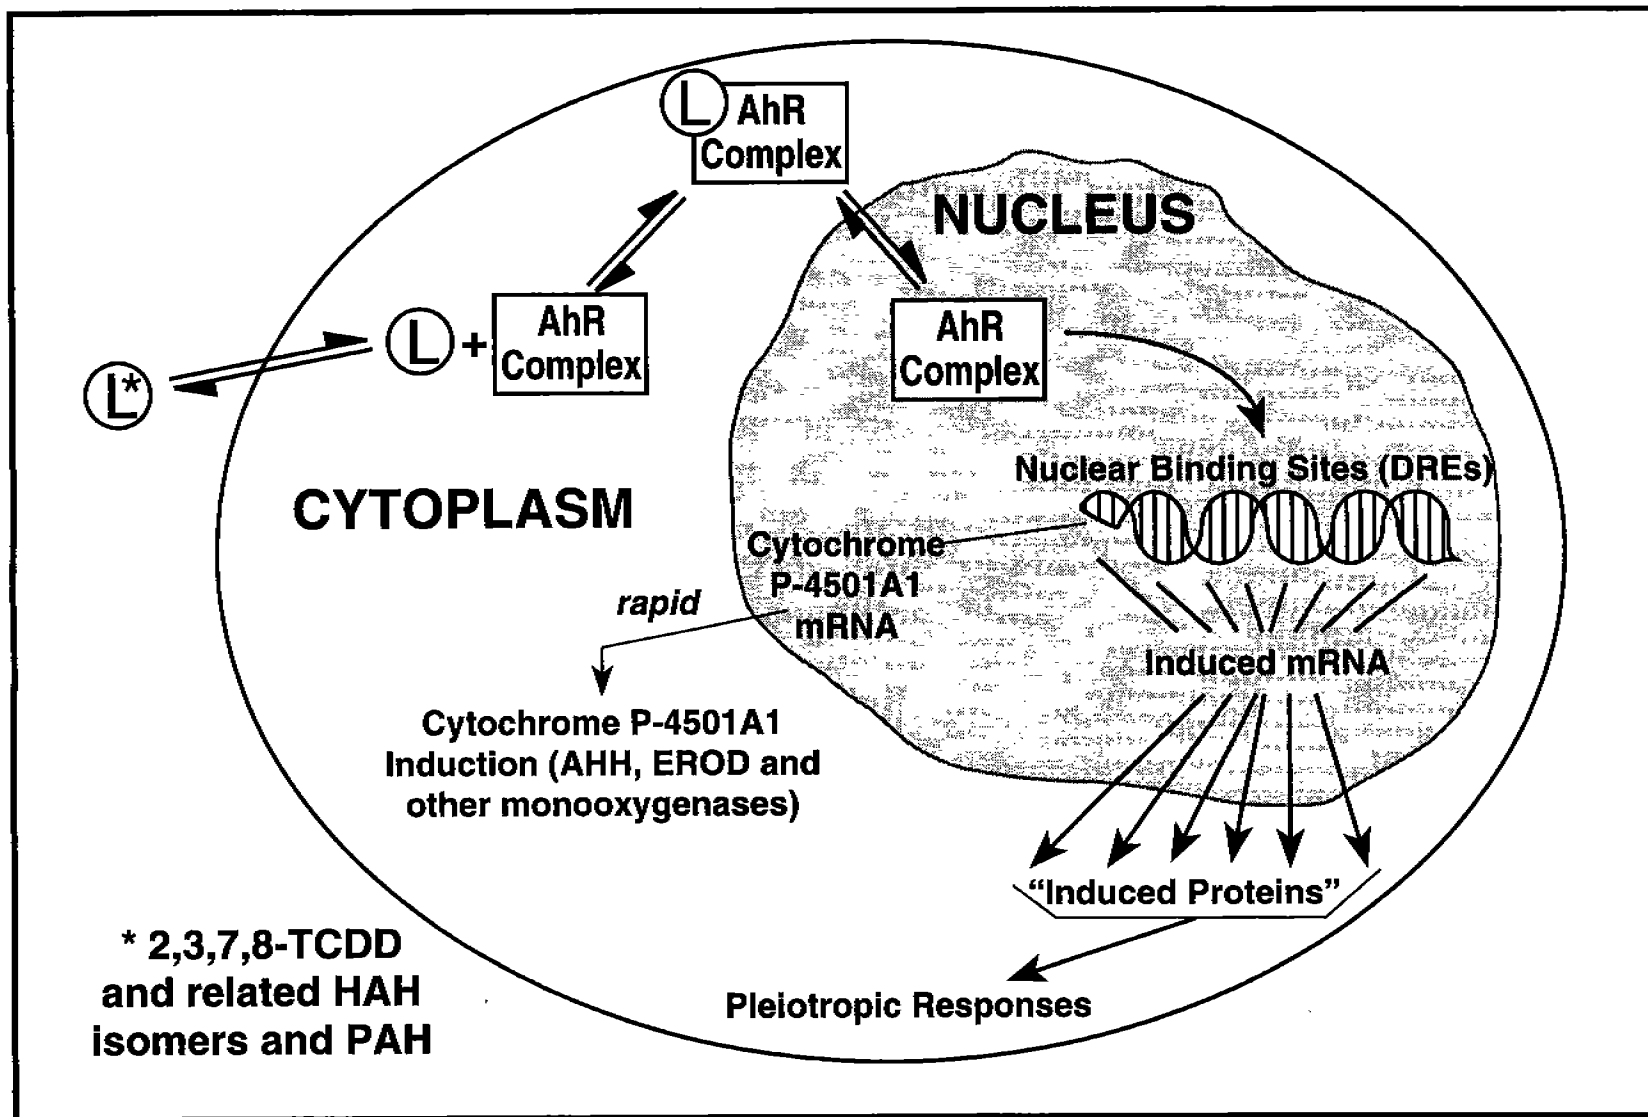 L AhR
Complex
NUCLEUS
L*
L + AhR
Complex
AhR
Complex
CYTOPLASM
Nuclear Binding Sites (DREs)
Cytochrome
P-4501A1
mRNA
rapid
Induced mRNA
Cytochrome P-4501A1
Induction (AHH, EROD and
other monooxygenases)
"Induced Proteins"
Pleiotropic Responses
* 2,3,7,8-TCDD
and related HAH
isomers and PAH